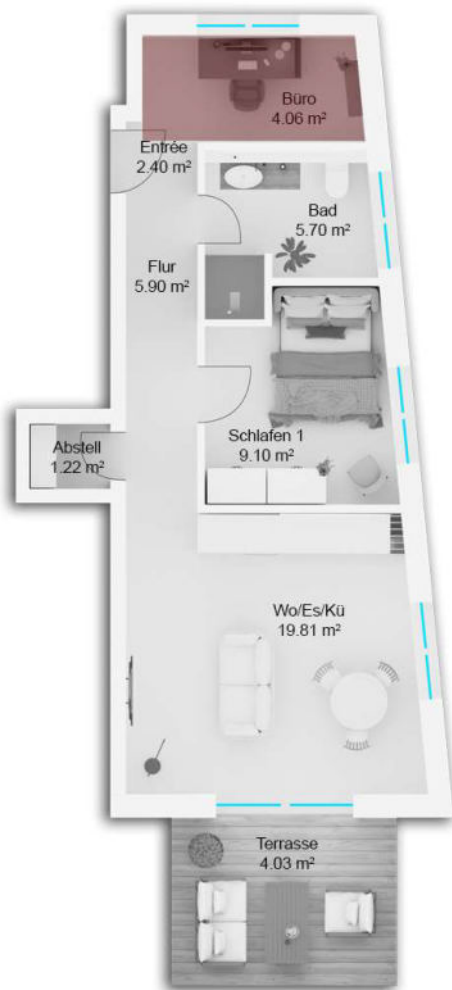 Büro
4.06 m²
Entrée
2.40 m²
Bad
5.70 m²
Flur
5.90 m²
Schlafen 1
9.10 m²
Abstell
1.22 m²
Wo/Es/Kü
19.81 m²
Terrasse
4.03 m²